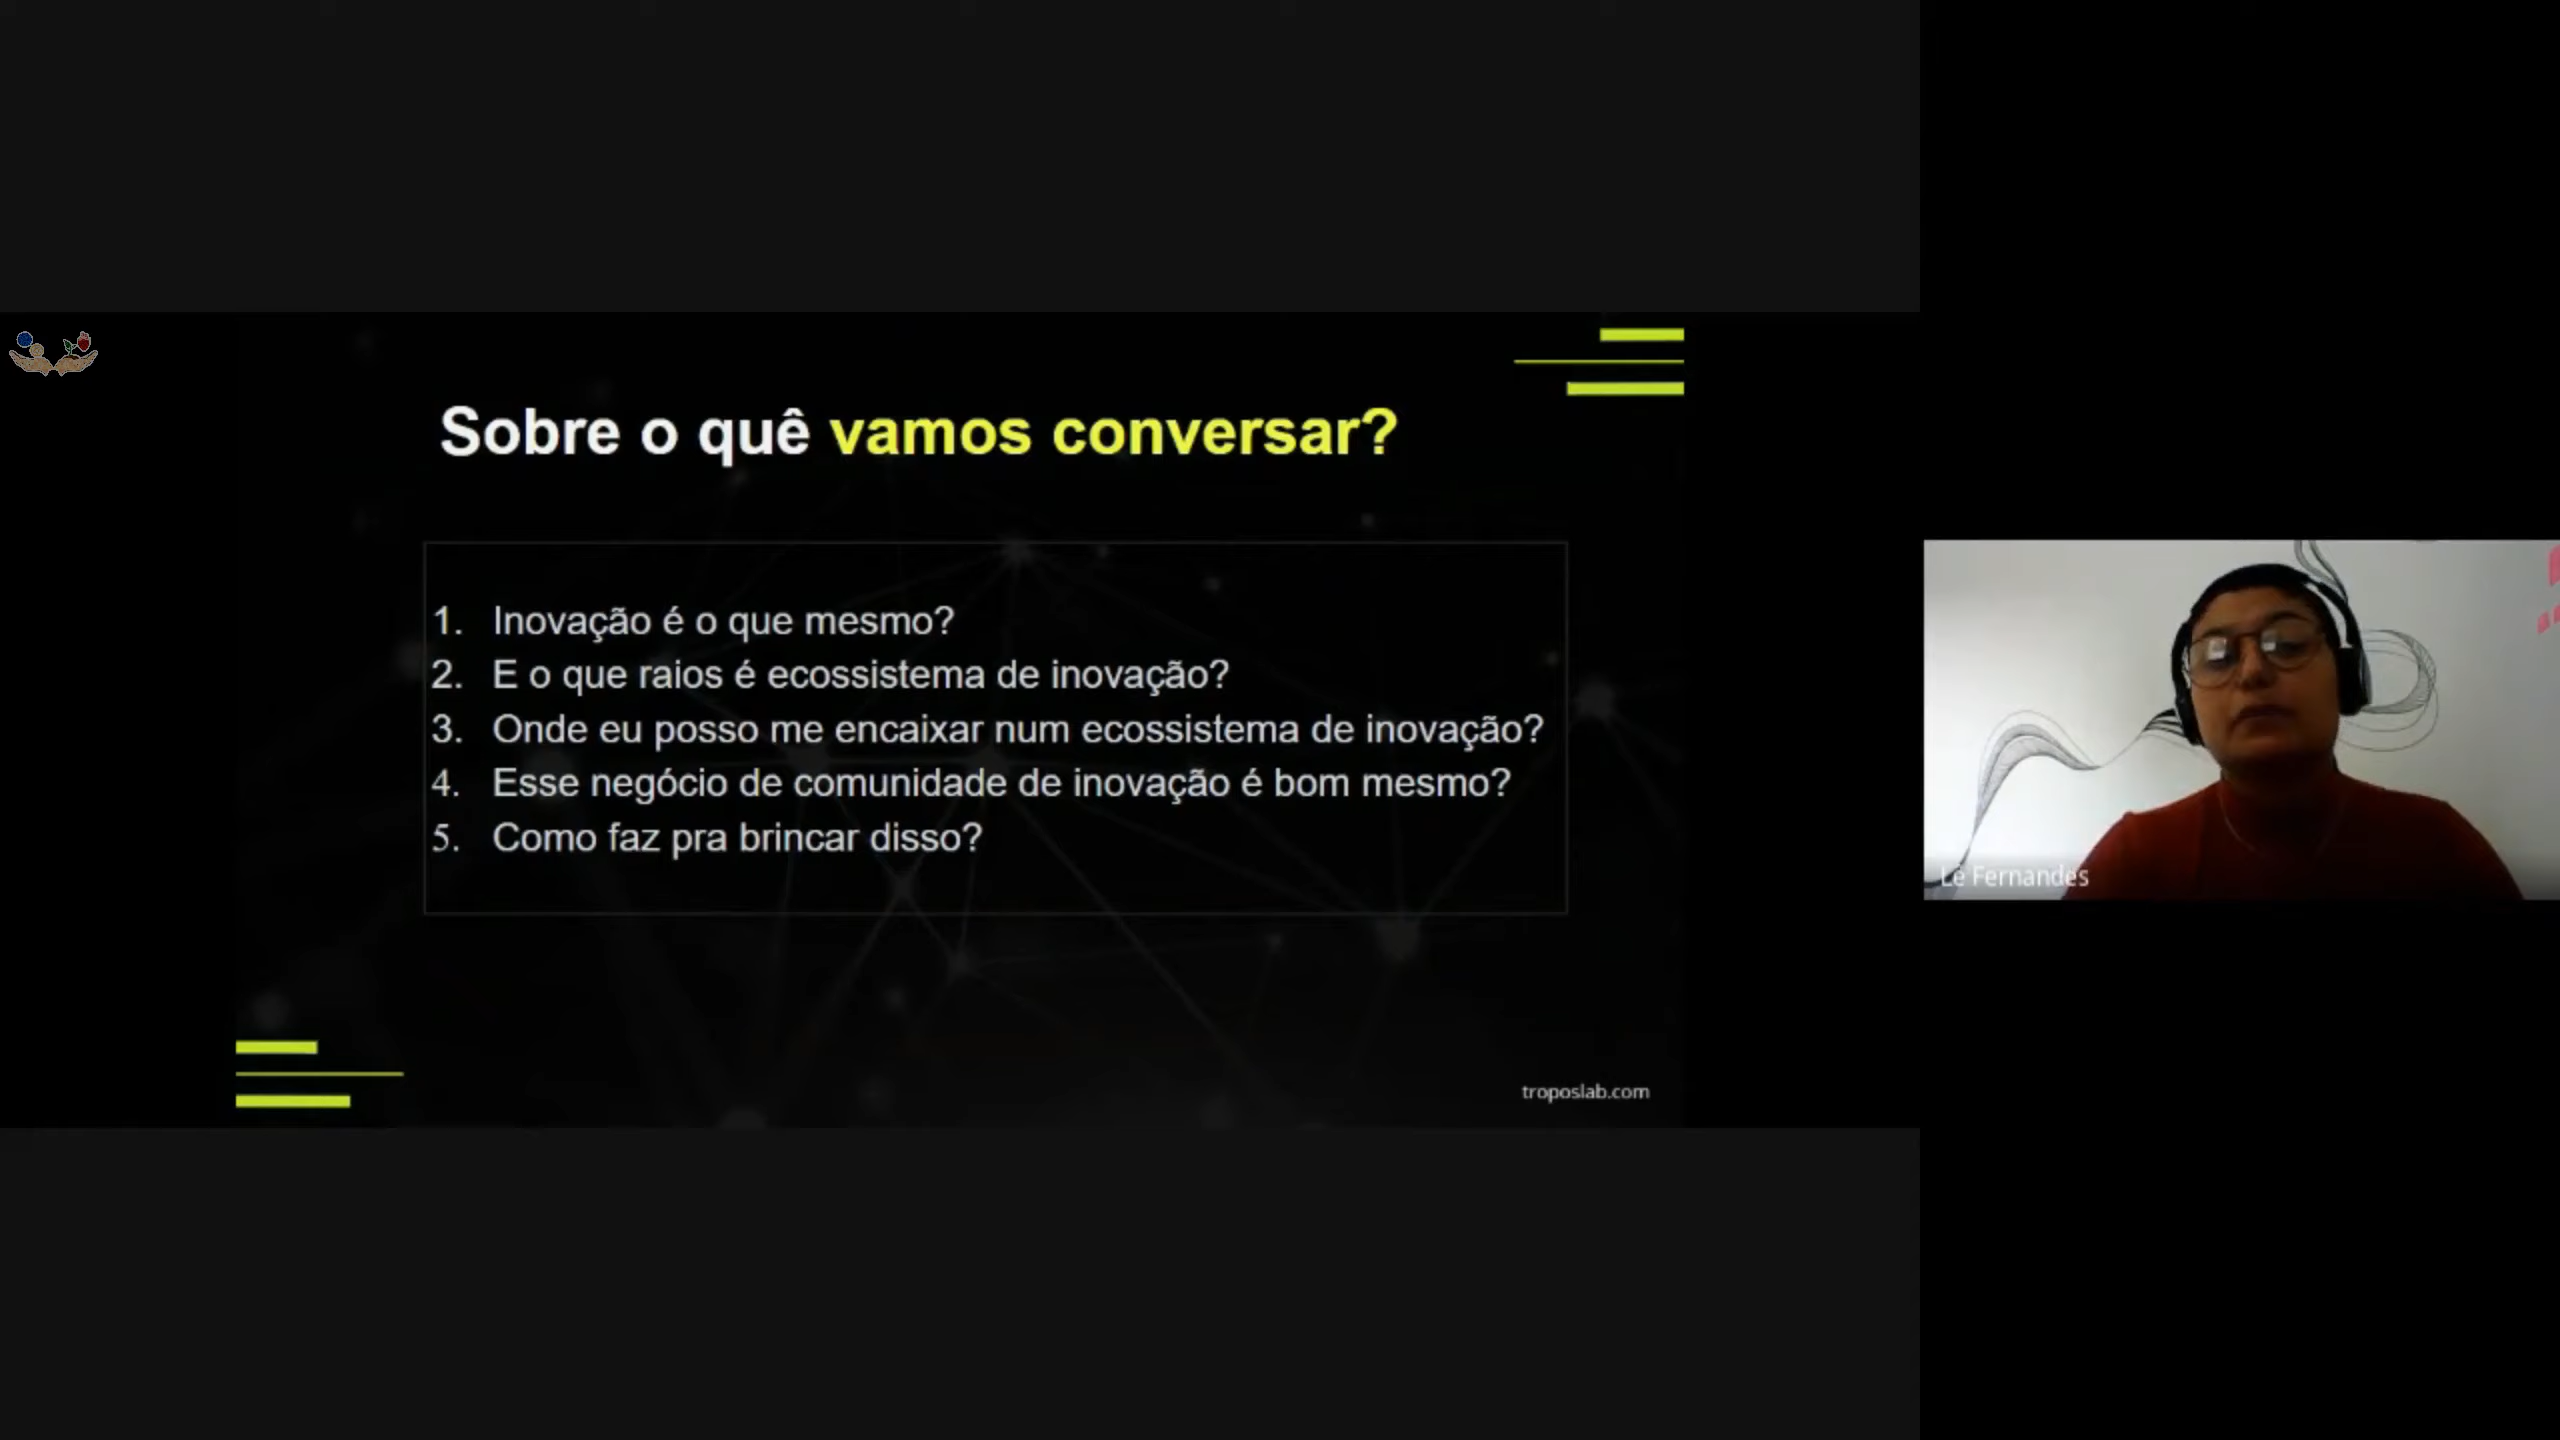 Sobre o quê vamos conversar?
1. Inovação é o que mesmo?
2. E o que raios é ecossistema de inovação?
3. Onde eu posso me encaixar num ecossistema de inovação?
4. Esse negócio de comunidade de inovação é bom mesmo?
5. Como faz pra brincar disso?
Lê Fernandes
troposlab.com